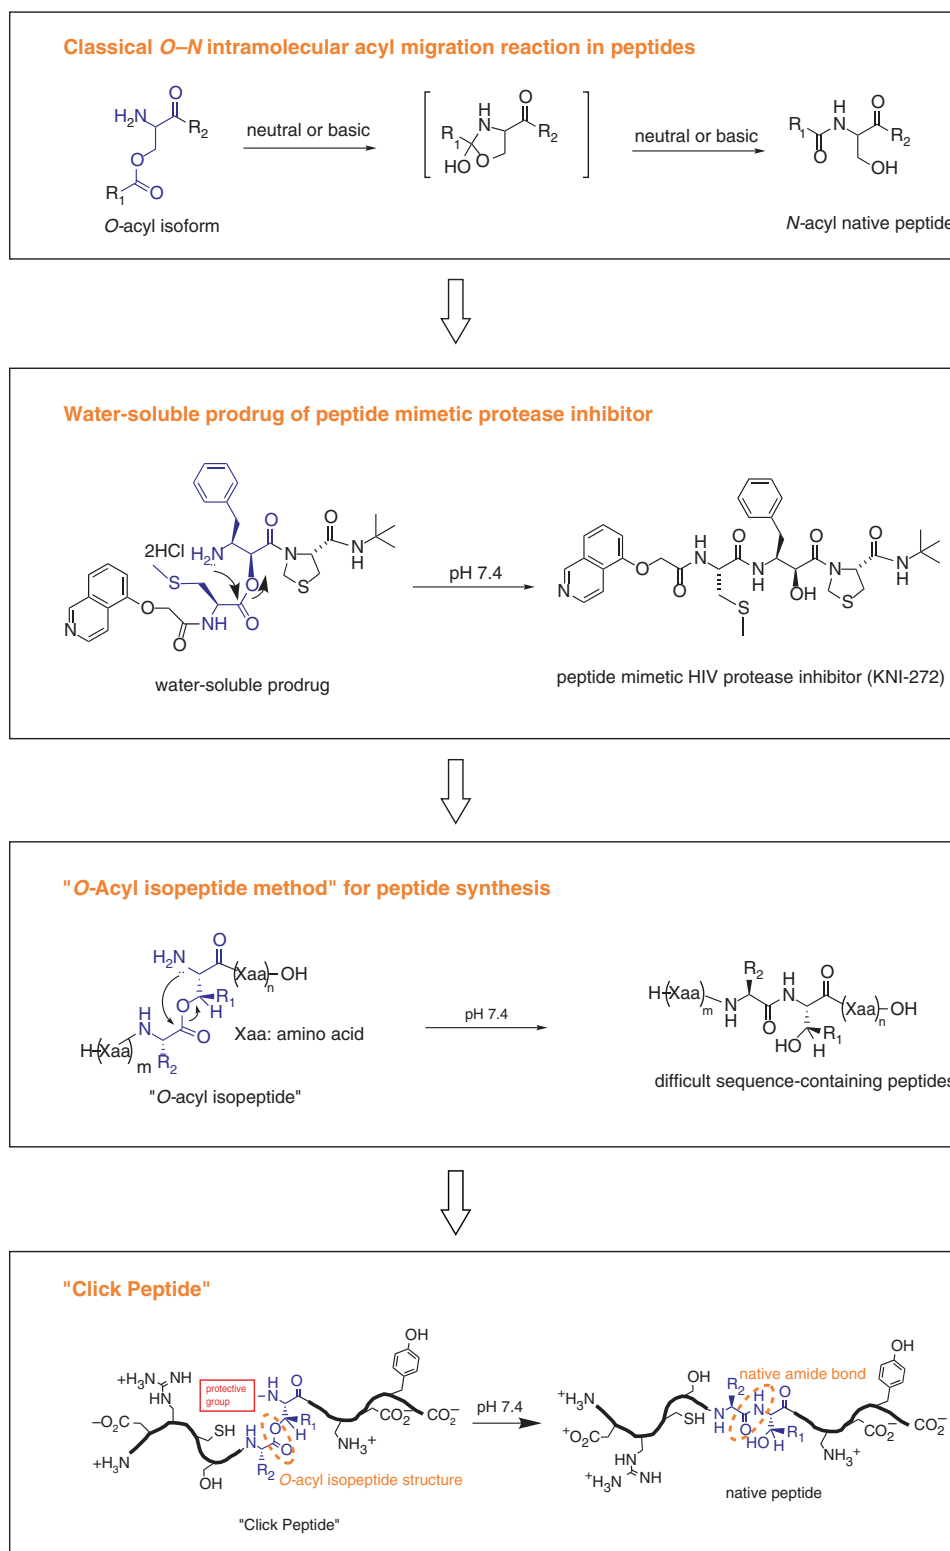 Classical O–N intramolecular acyl migration reaction in peptides
H2N
O
R2
O
R1
O
O-acyl isoform
neutral or basic
R1
H
N
O
R2
HO
O
neutral or basic
R1
O
H
N
O
R2
OH
N-acyl native peptide
Water-soluble prodrug of peptide mimetic protease inhibitor
2HCl
H2N
O
N
O
N
H
S
S
O
O
O
NH
O
N
water-soluble prodrug
pH 7.4
N
O
O
H
N
O
N
H
S
O
OH
N
S
O
H
N
peptide mimetic HIV protease inhibitor (KNI-272)
"O-Acyl isopeptide method" for peptide synthesis
H2N
O
(Xaa)n–OH
R1
H
O
O
H
N
H–(Xaa)m
R2
Xaa: amino acid
"O-acyl isopeptide"
pH 7.4
H–(Xaa)m
N
H
R2
O
H
N
O
(Xaa)n–OH
R1
HO
H
difficult sequence-containing peptides
"Click Peptide"
OH
+H3N
NH
NH
N
H
protective
group
H
N
O
R1
H
O
O
–O2C
SH
H
N
R2
+H3N
OH
CO2–
CO2–
NH3+
O-acyl isopeptide structure
"Click Peptide"
pH 7.4
OH
native amide bond
OH
+H3N
+O2C
SH
HN
+H3N
NH
N
H
R2
O
H
N
O
R1
HO
H
CO2–
CO2–
NH3+
native peptide